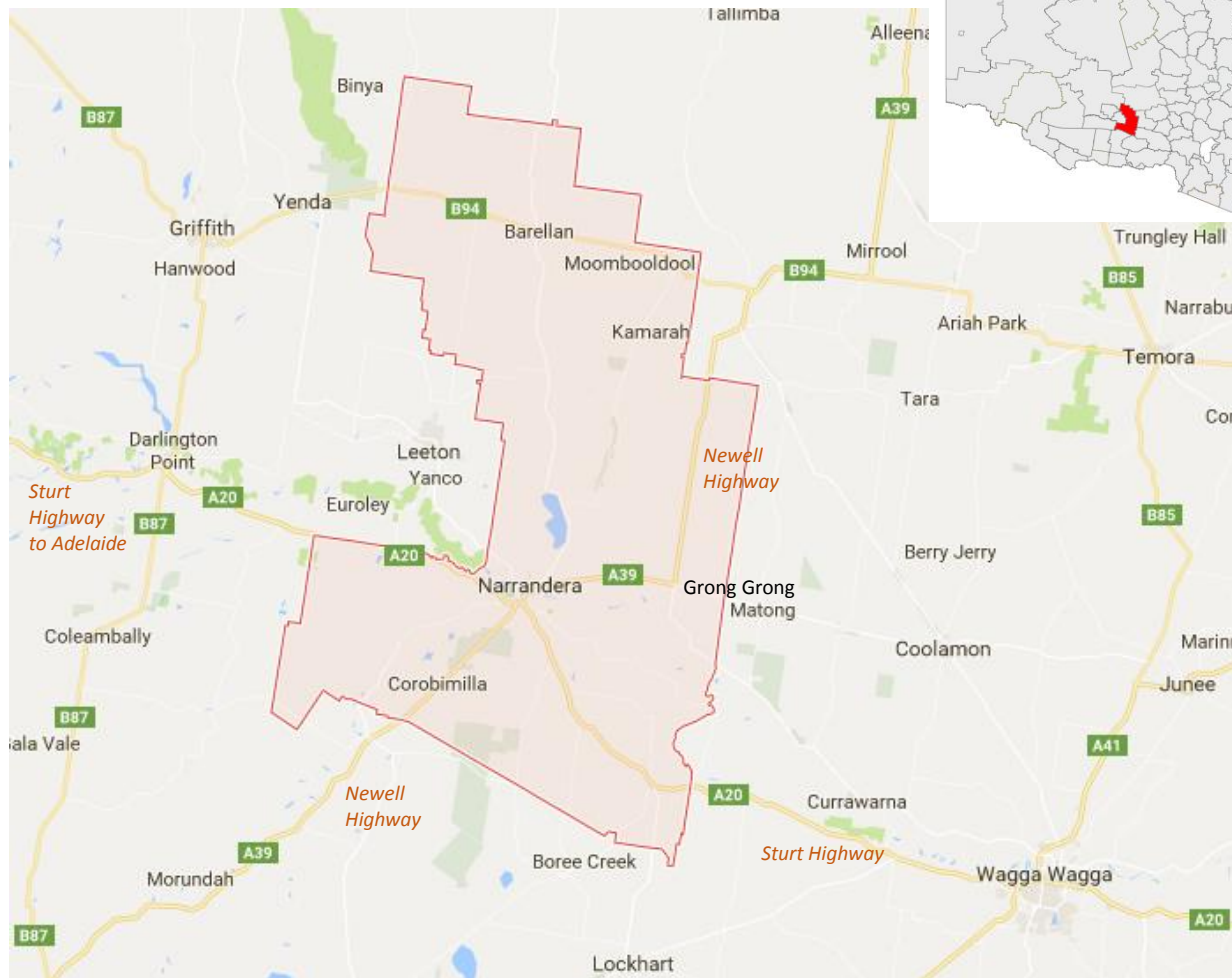 Tallimba
Alleena
Binya
B87
A39
Yenda
B94
Griffith
Barellan
Trungley Hall
Hanwood
Moombooldool
B94
Mirrool
B85
Kamarah
Ariah Park
Narrabu
Temora
Tara
Cor
Darlington
Point
Leeton
Yanco
Newell
Highway
Sturt
Highway
to Adelaide
A20
Euroley
B87
B85
A20
Berry Jerry
Narrandera
A39
Grong Grong
Matong
Coleambally
Coolamon
Marinn
Corobimilla
Junee
B87
Bala Vale
A41
Newell
Highway
A20
Currawarna
A39
Boree Creek
Sturt Highway
Morundah
Wagga Wagga
A20
B87
Lockhart